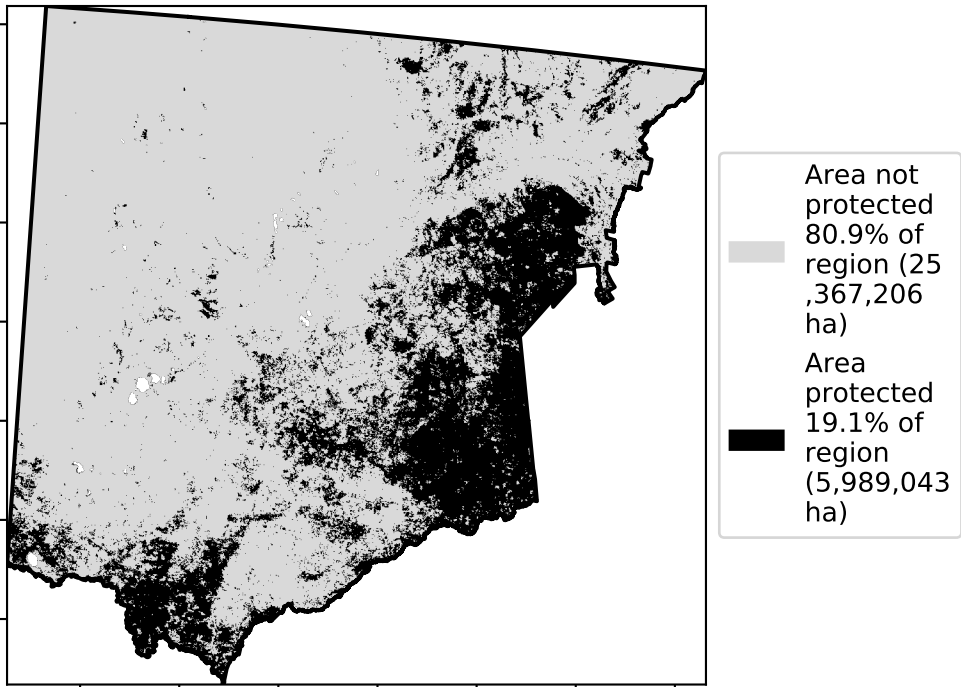 Area not
protected
80.9% of
region (25
,367,206
ha)
Area
protected
19.1% of
region
(5,989,043
ha)